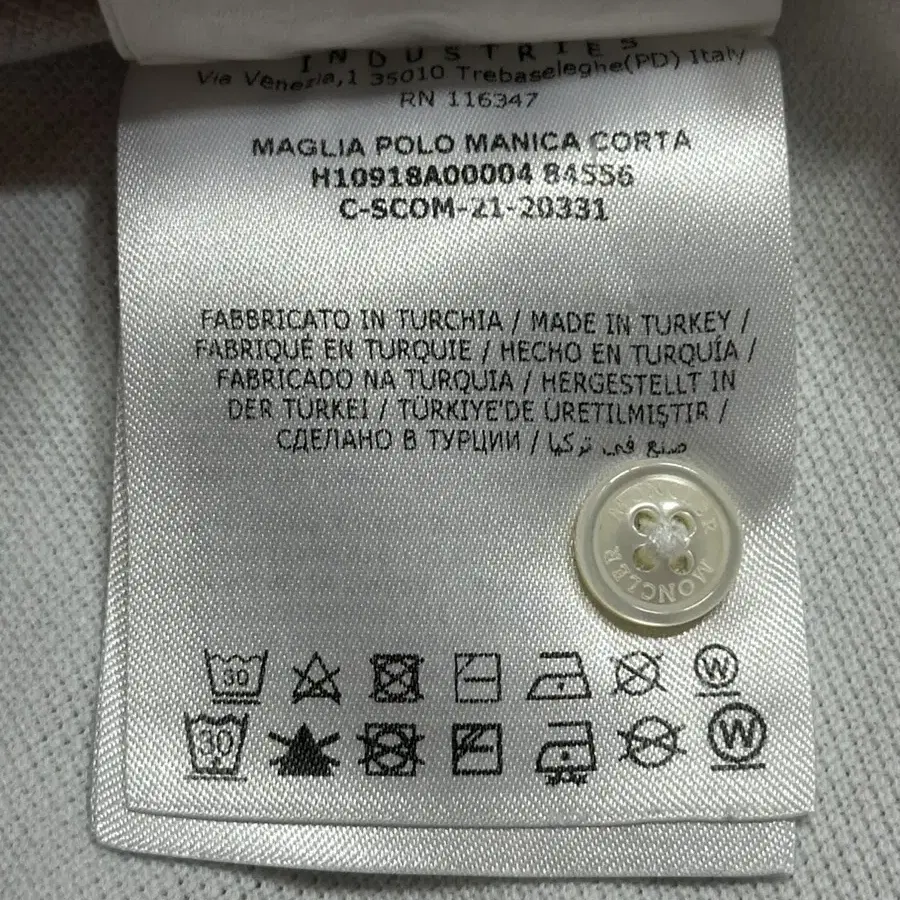 INDUSTRIES
Via Venezia,1 35010 Trebaseleghe(PD) Italy
RN 116347
MAGLIA POLO MANICA CORTA
H10918A00004 84556
C-SCOM-21-20331
FABBRICATO IN TURCHIA / MADE IN TURKEY /
FABRIQUÉ EN TURQUIE / HECHO EN TURQUÍA /
FABRICADO NA TURQUIA / HERGESTELLT IN
DER TÜRKEI / TÜRKIYE'DE ÜRETILMIŞTIR /
СДЕЛАНО В ТУРЦИИ / صنع في تركيا
MONCLER
MONCLER
30 W
30 W